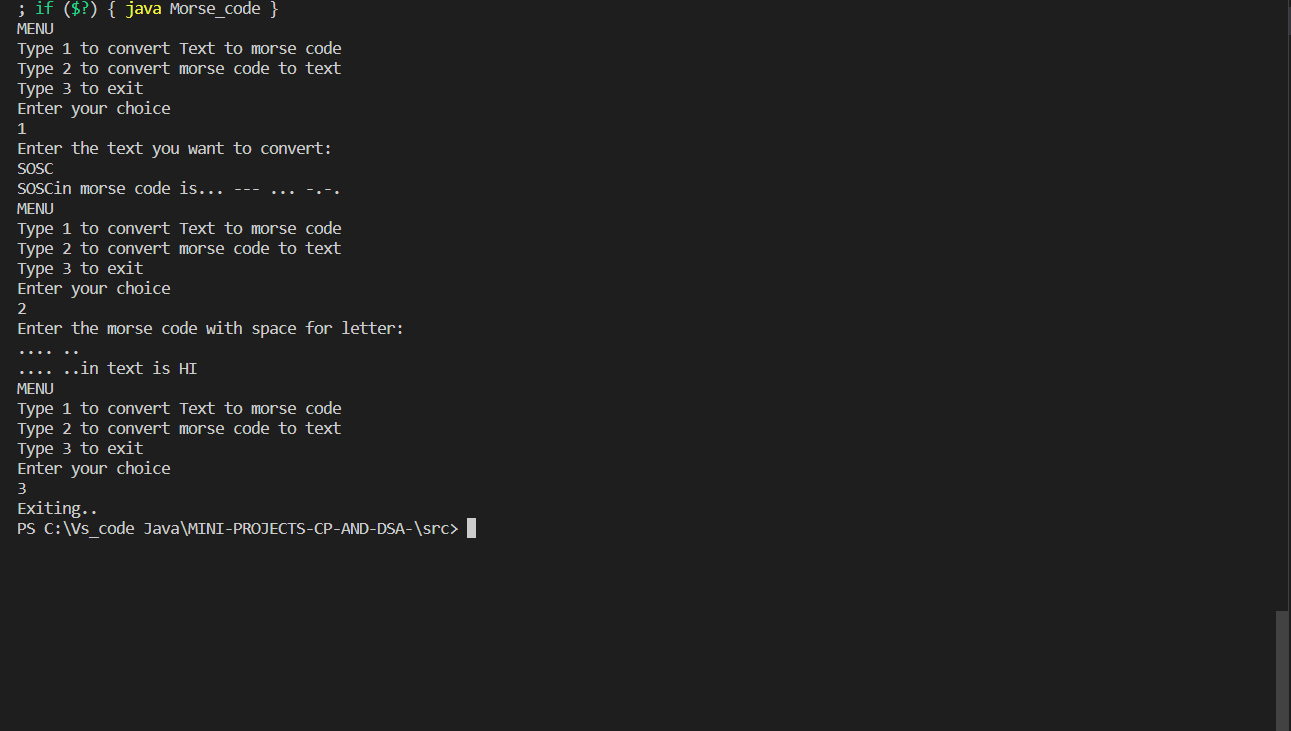 ; if ($?) { java Morse_code }
MENU
Type 1 to convert Text to morse code
Type 2 to convert morse code to text
Type 3 to exit
Enter your choice
1
Enter the text you want to convert:
SOSC
SOSCin morse code is... --- ... -.-.
MENU
Type 1 to convert Text to morse code
Type 2 to convert morse code to text
Type 3 to exit
Enter your choice
2
Enter the morse code with space for letter:
.... ..
.... ..in text is HI
MENU
Type 1 to convert Text to morse code
Type 2 to convert morse code to text
Type 3 to exit
Enter your choice
3
Exiting..
PS C:\Vs_code Java\MINI-PROJECTS-CP-AND-DSA-\src>